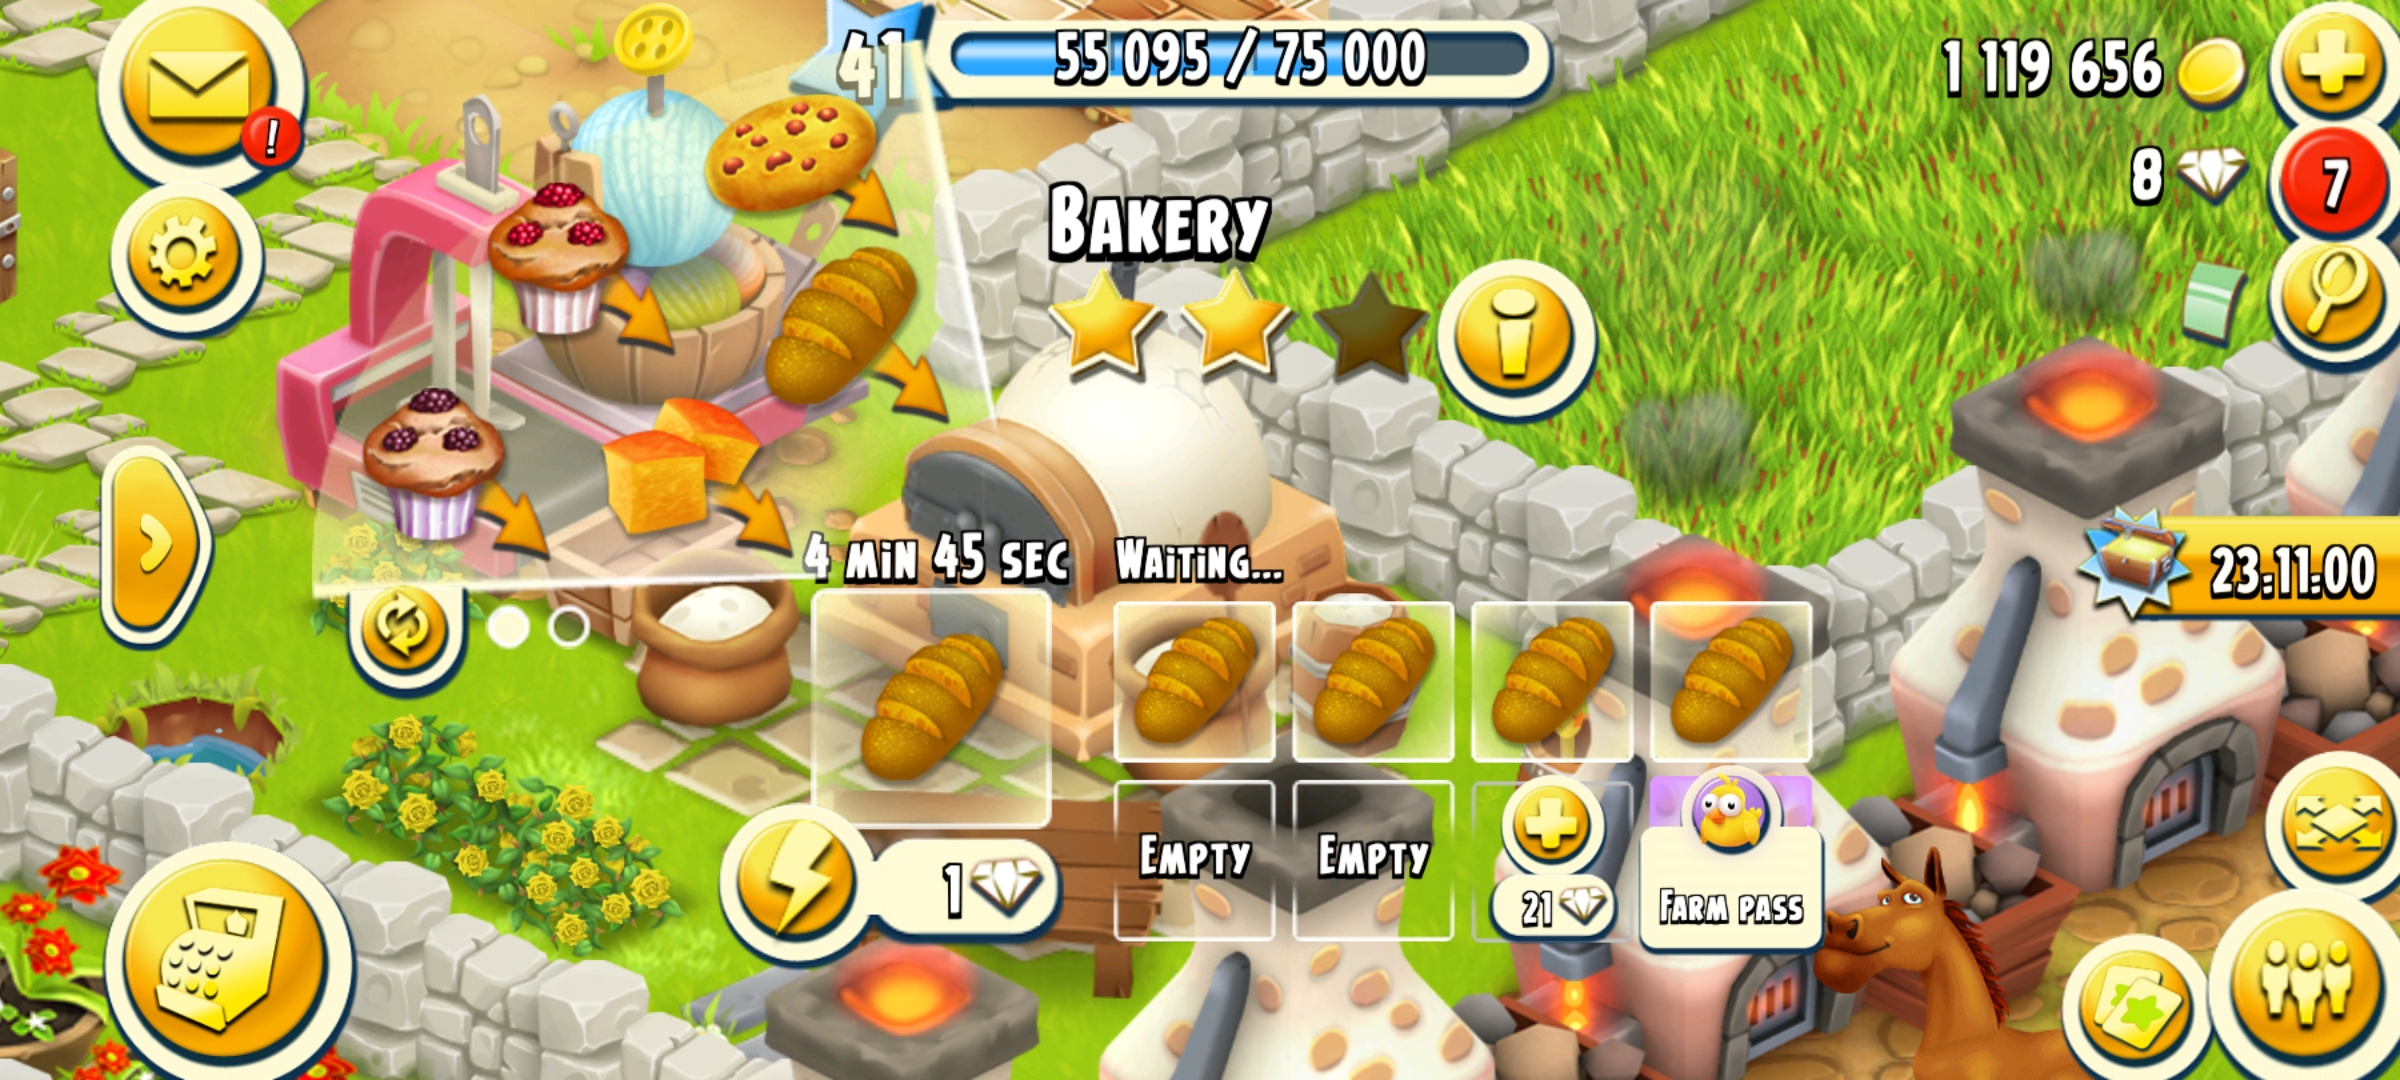 41
55 095 / 75 000
1 119 656
!
8
7
BAKERY
4 MIN 45 SEC
WAITING...
23:11:00
EMPTY
EMPTY
1
21
FARM PASS